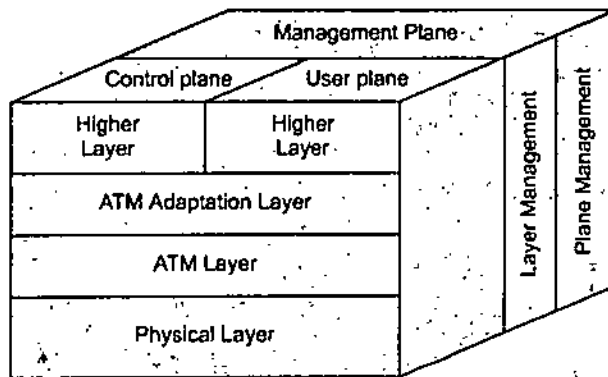 Management Plane
Control plane
User plane
Higher
Layer
Higher
Layer
ATM Adaptation Layer
ATM Layer
Physical Layer
Layer Management
Plane Management